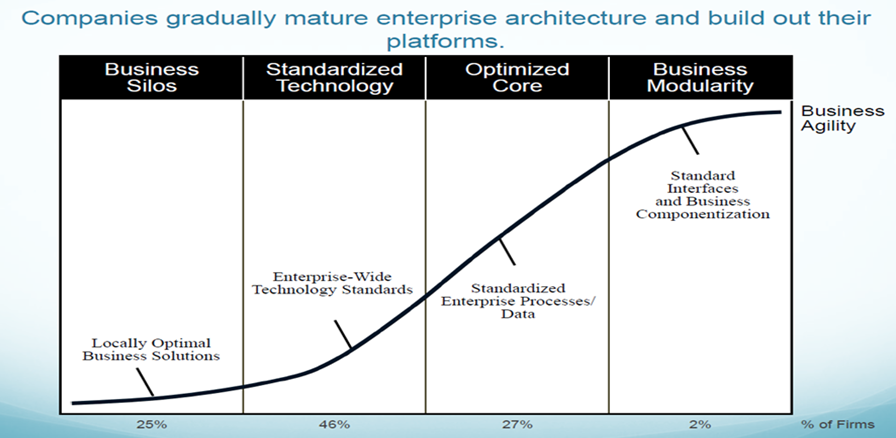 Companies gradually mature enterprise architecture and build out their
platforms.
Business
Silos
Standardized
Technology
Optimized
Core
Business
Modularity
Business
Agility
Standard
Interfaces
and Business
Componentization
Enterprise-Wide
Technology Standards
Standardized
Enterprise Processes/
Data
Locally Optimal
Business Solutions
25%
46%
27%
2%
% of Firms